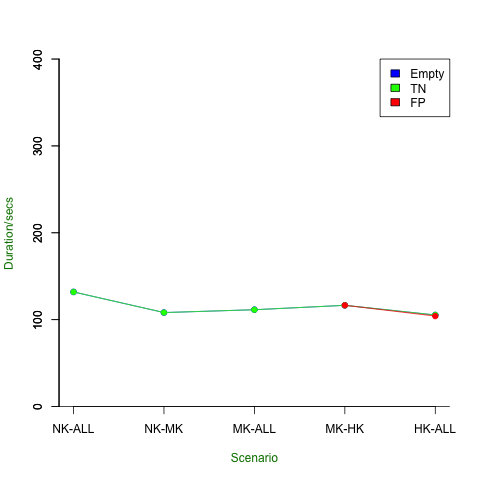 400
300
200
100
0
Duration/secs
Empty
TN
FP
NK-ALL
NK-MK
MK-ALL
MK-HK
HK-ALL
Scenario